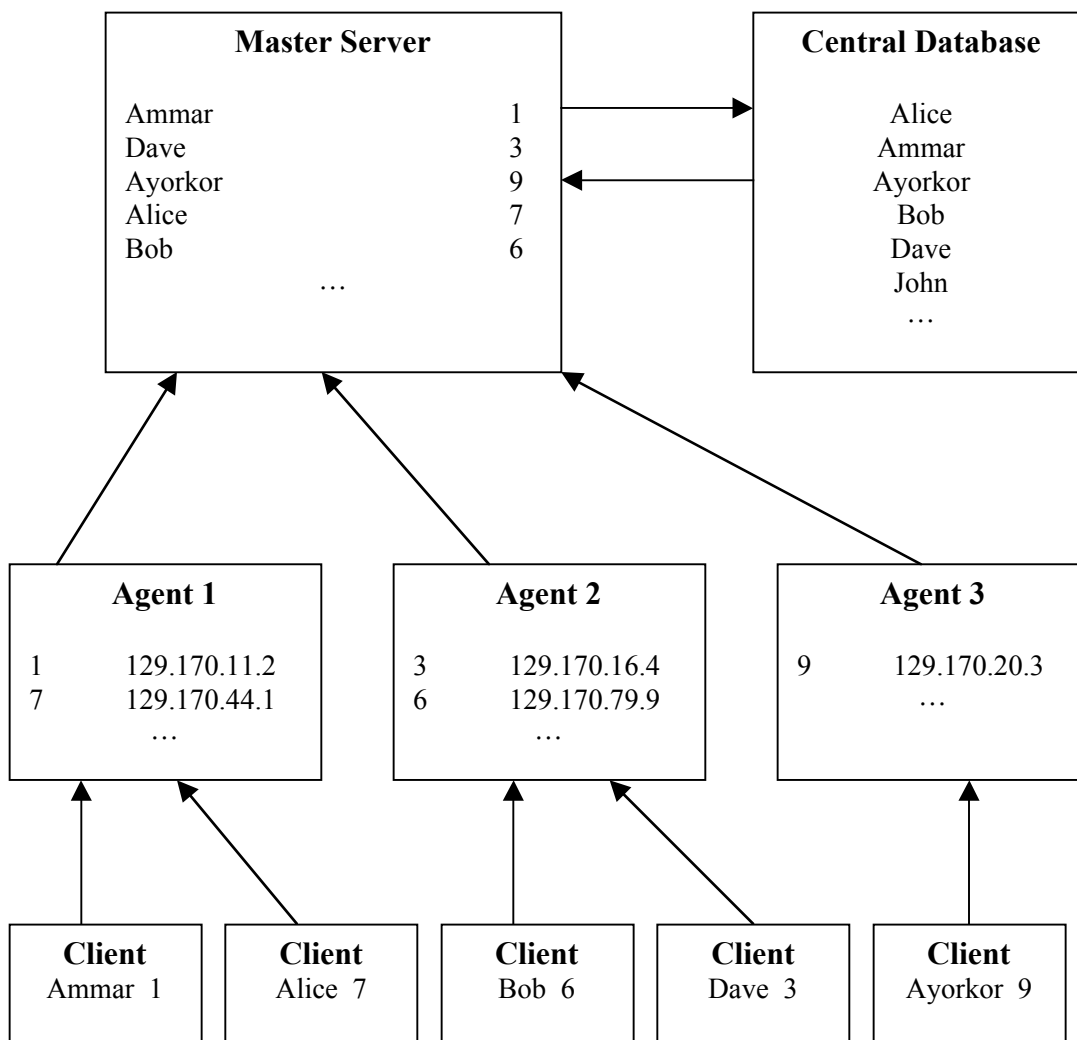 Master Server
Ammar 1
Dave 3
Ayorkor 9
Alice 7
Bob 6
…
Central Database
Alice
Ammar
Ayorkor
Bob
Dave
John
…
Agent 1
1 129.170.11.2
7 129.170.44.1
…
Agent 2
3 129.170.16.4
6 129.170.79.9
…
Agent 3
9 129.170.20.3
…
Client
Ammar 1
Client
Alice 7
Client
Bob 6
Client
Dave 3
Client
Ayorkor 9